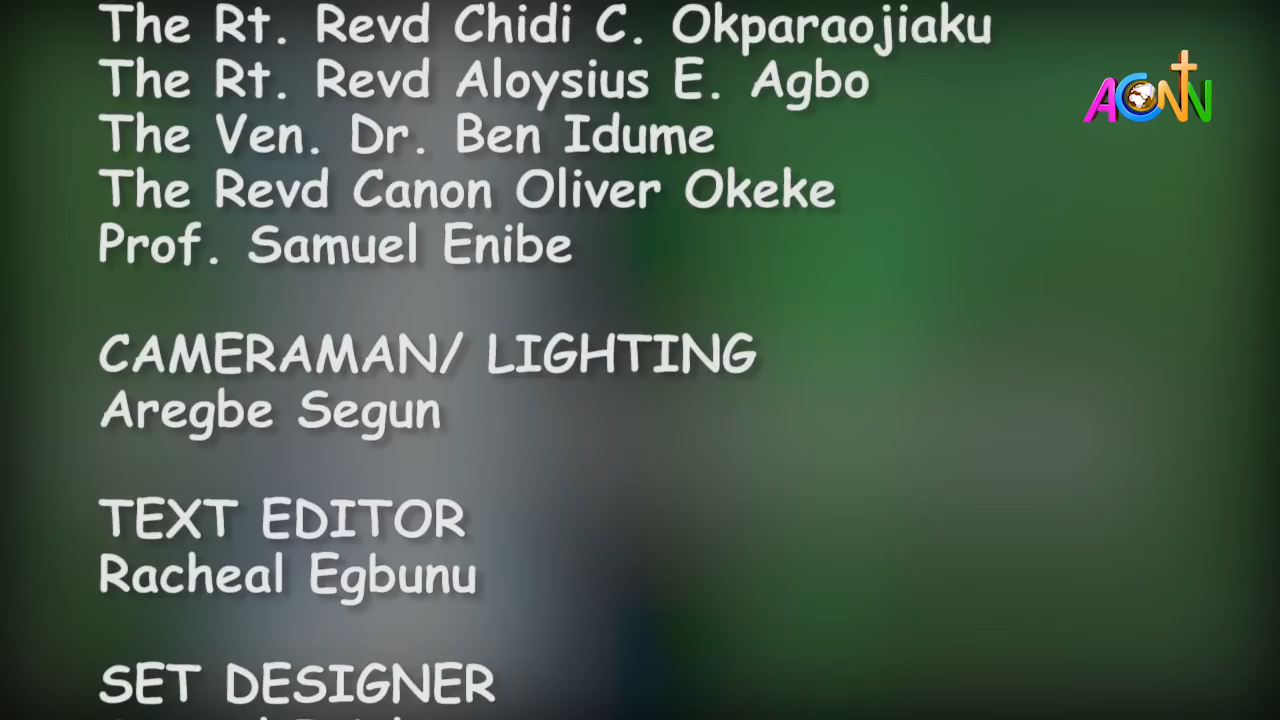 The Rt. Revd Chidi C. Okparaojiaku
ACNN
The Rt. Revd Aloysius E. Agbo
The Ven. Dr. Ben Idume
The Revd Canon Oliver Okeke
Prof. Samuel Enibe
CAMERAMAN/ LIGHTING
Aregbe Segun
TEXT EDITOR
Racheal Egbunu
SET DESIGNER